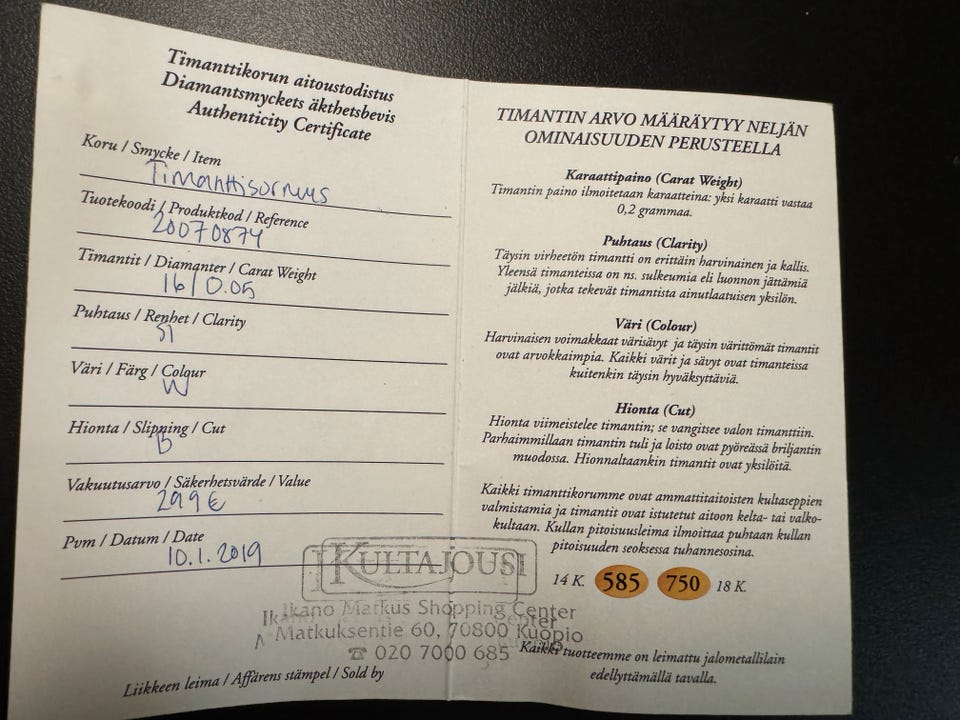 Timanttikorun aitoustodistus
Diamantsmyckets äkthetsbevis
Authenticity Certificate
Koru / Smycke / Item
Timanttisormus
Tuotekoodi / Produktkod / Reference
20070874
Timantit / Diamanter / Carat Weight
16/0.05
Puhtaus / Renhet / Clarity
SI
Väri / Färg / Colour
W
Hionta / Slipning / Cut
B
Vakuutusarvo / Säkerhetsvärde / Value
299 €
Pvm / Datum / Date
10.1.2019
KULTAJOUSI
Ikano Matkus Shopping Center
Matkuksentie 60, 70800 Kuopio
☎ 020 7000 685
Liikkeen leima / Affärens stämpel / Sold by
TIMANTIN ARVO MÄÄRÄYTYY NELJÄN
OMINAISUUDEN PERUSTEELLA
Karaattipaino (Carat Weight)
Timantin paino ilmoitetaan karaatteina: yksi karaatti vastaa
0,2 grammaa.
Puhtaus (Clarity)
Täysin virheetön timantti on erittäin harvinainen ja kallis.
Yleensä timanteissa on ns. sulkeumia eli luonnon jättämiä
jälkiä, jotka tekevät timantista ainutlaatuisen yksilön.
Väri (Colour)
Harvinaisen voimakkaat värisävyt ja täysin värittömät timantit
ovat arvokkaimpia. Kaikki värit ja sävyt ovat timanteissa
kuitenkin täysin hyväksyttäviä.
Hionta (Cut)
Hionta viimeistelee timantin; se vangitsee valon timanttiin.
Parhaimmillaan timantin tuli ja loisto ovat pyöreässä briljantin
muodossa. Hionnaltaankin timantit ovat yksilöitä.
Kaikki timanttikorumme ovat ammattitaitoisten kultaseppien
valmistamia ja timantit on istutetut aitoon kelta- tai valko-
kultaan. Kullan pitoisuusleima ilmoittaa puhtaan kullan
pitoisuuden seoksessa tuhannesosina.
14 K. 585 750 18 K.
Kaikki tuotteemme on leimattu jalometallilain
edellyttämällä tavalla.